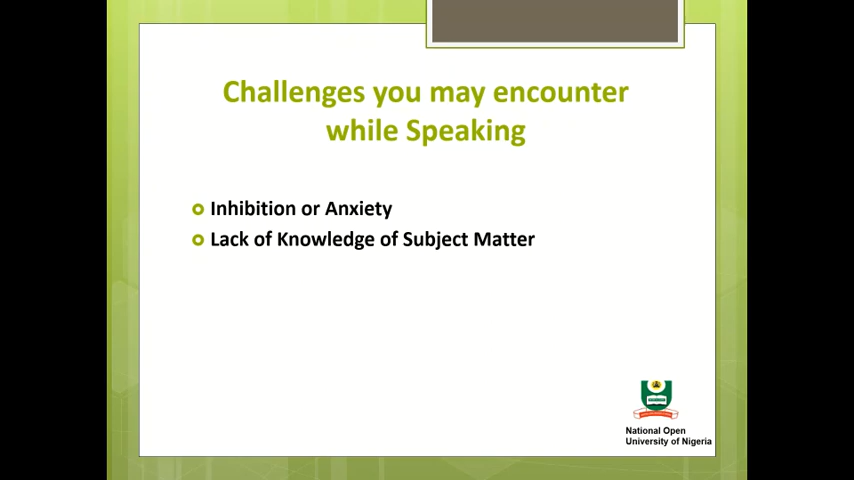 Challenges you may encounter
while Speaking
Inhibition or Anxiety
Lack of Knowledge of Subject Matter
National Open
University of Nigeria